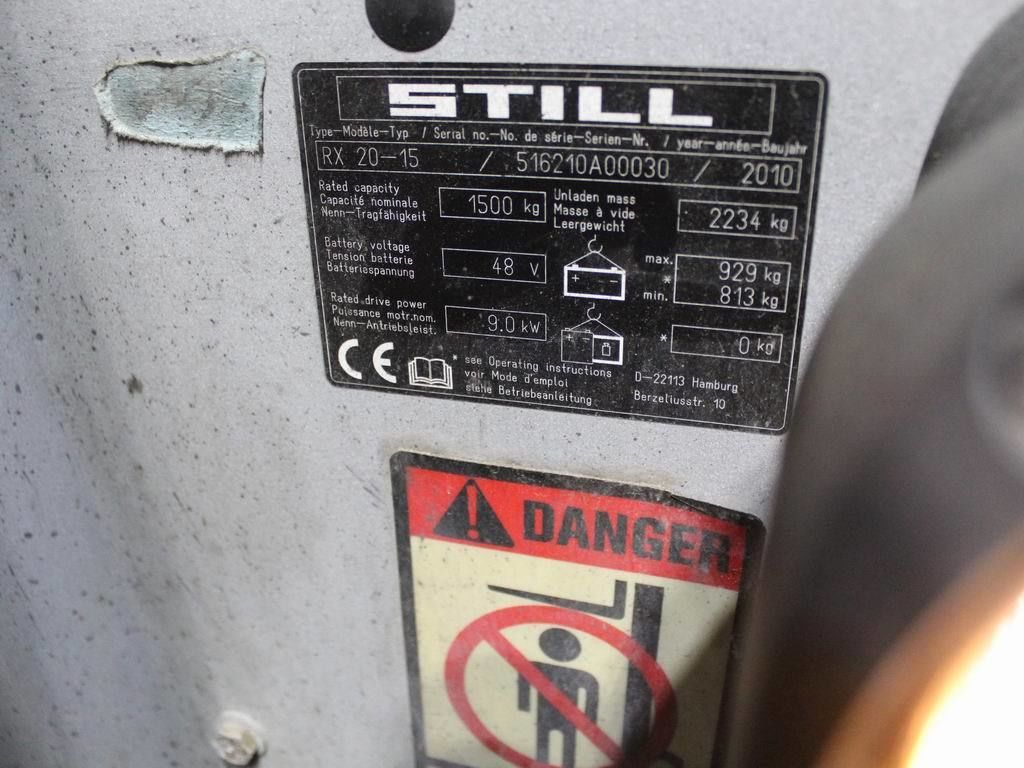 STILL
Type-Modèle-Typ / Serial no.-No. de série-Serien-Nr. / year-année-Baujahr
RX 20-15 / 516210A00030 / 2010
Rated capacity
Capacité nominale
Nenn-Tragfähigkeit
1500 kg
Unladen mass
Masse à vide
Leergewicht
2234 kg
Battery voltage
Tension batterie
Batteriespannung
48 V
max. 929 kg
*
min. 813 kg
Rated drive power
Puissance motr.nom.
Nenn-Antriebsleist.
9.0 kW
* 0 kg
CE
* see Operating instructions
voir Mode d'emploi
siehe Betriebsanleitung
D-22113 Hamburg
Berzeliusstr. 10
DANGER